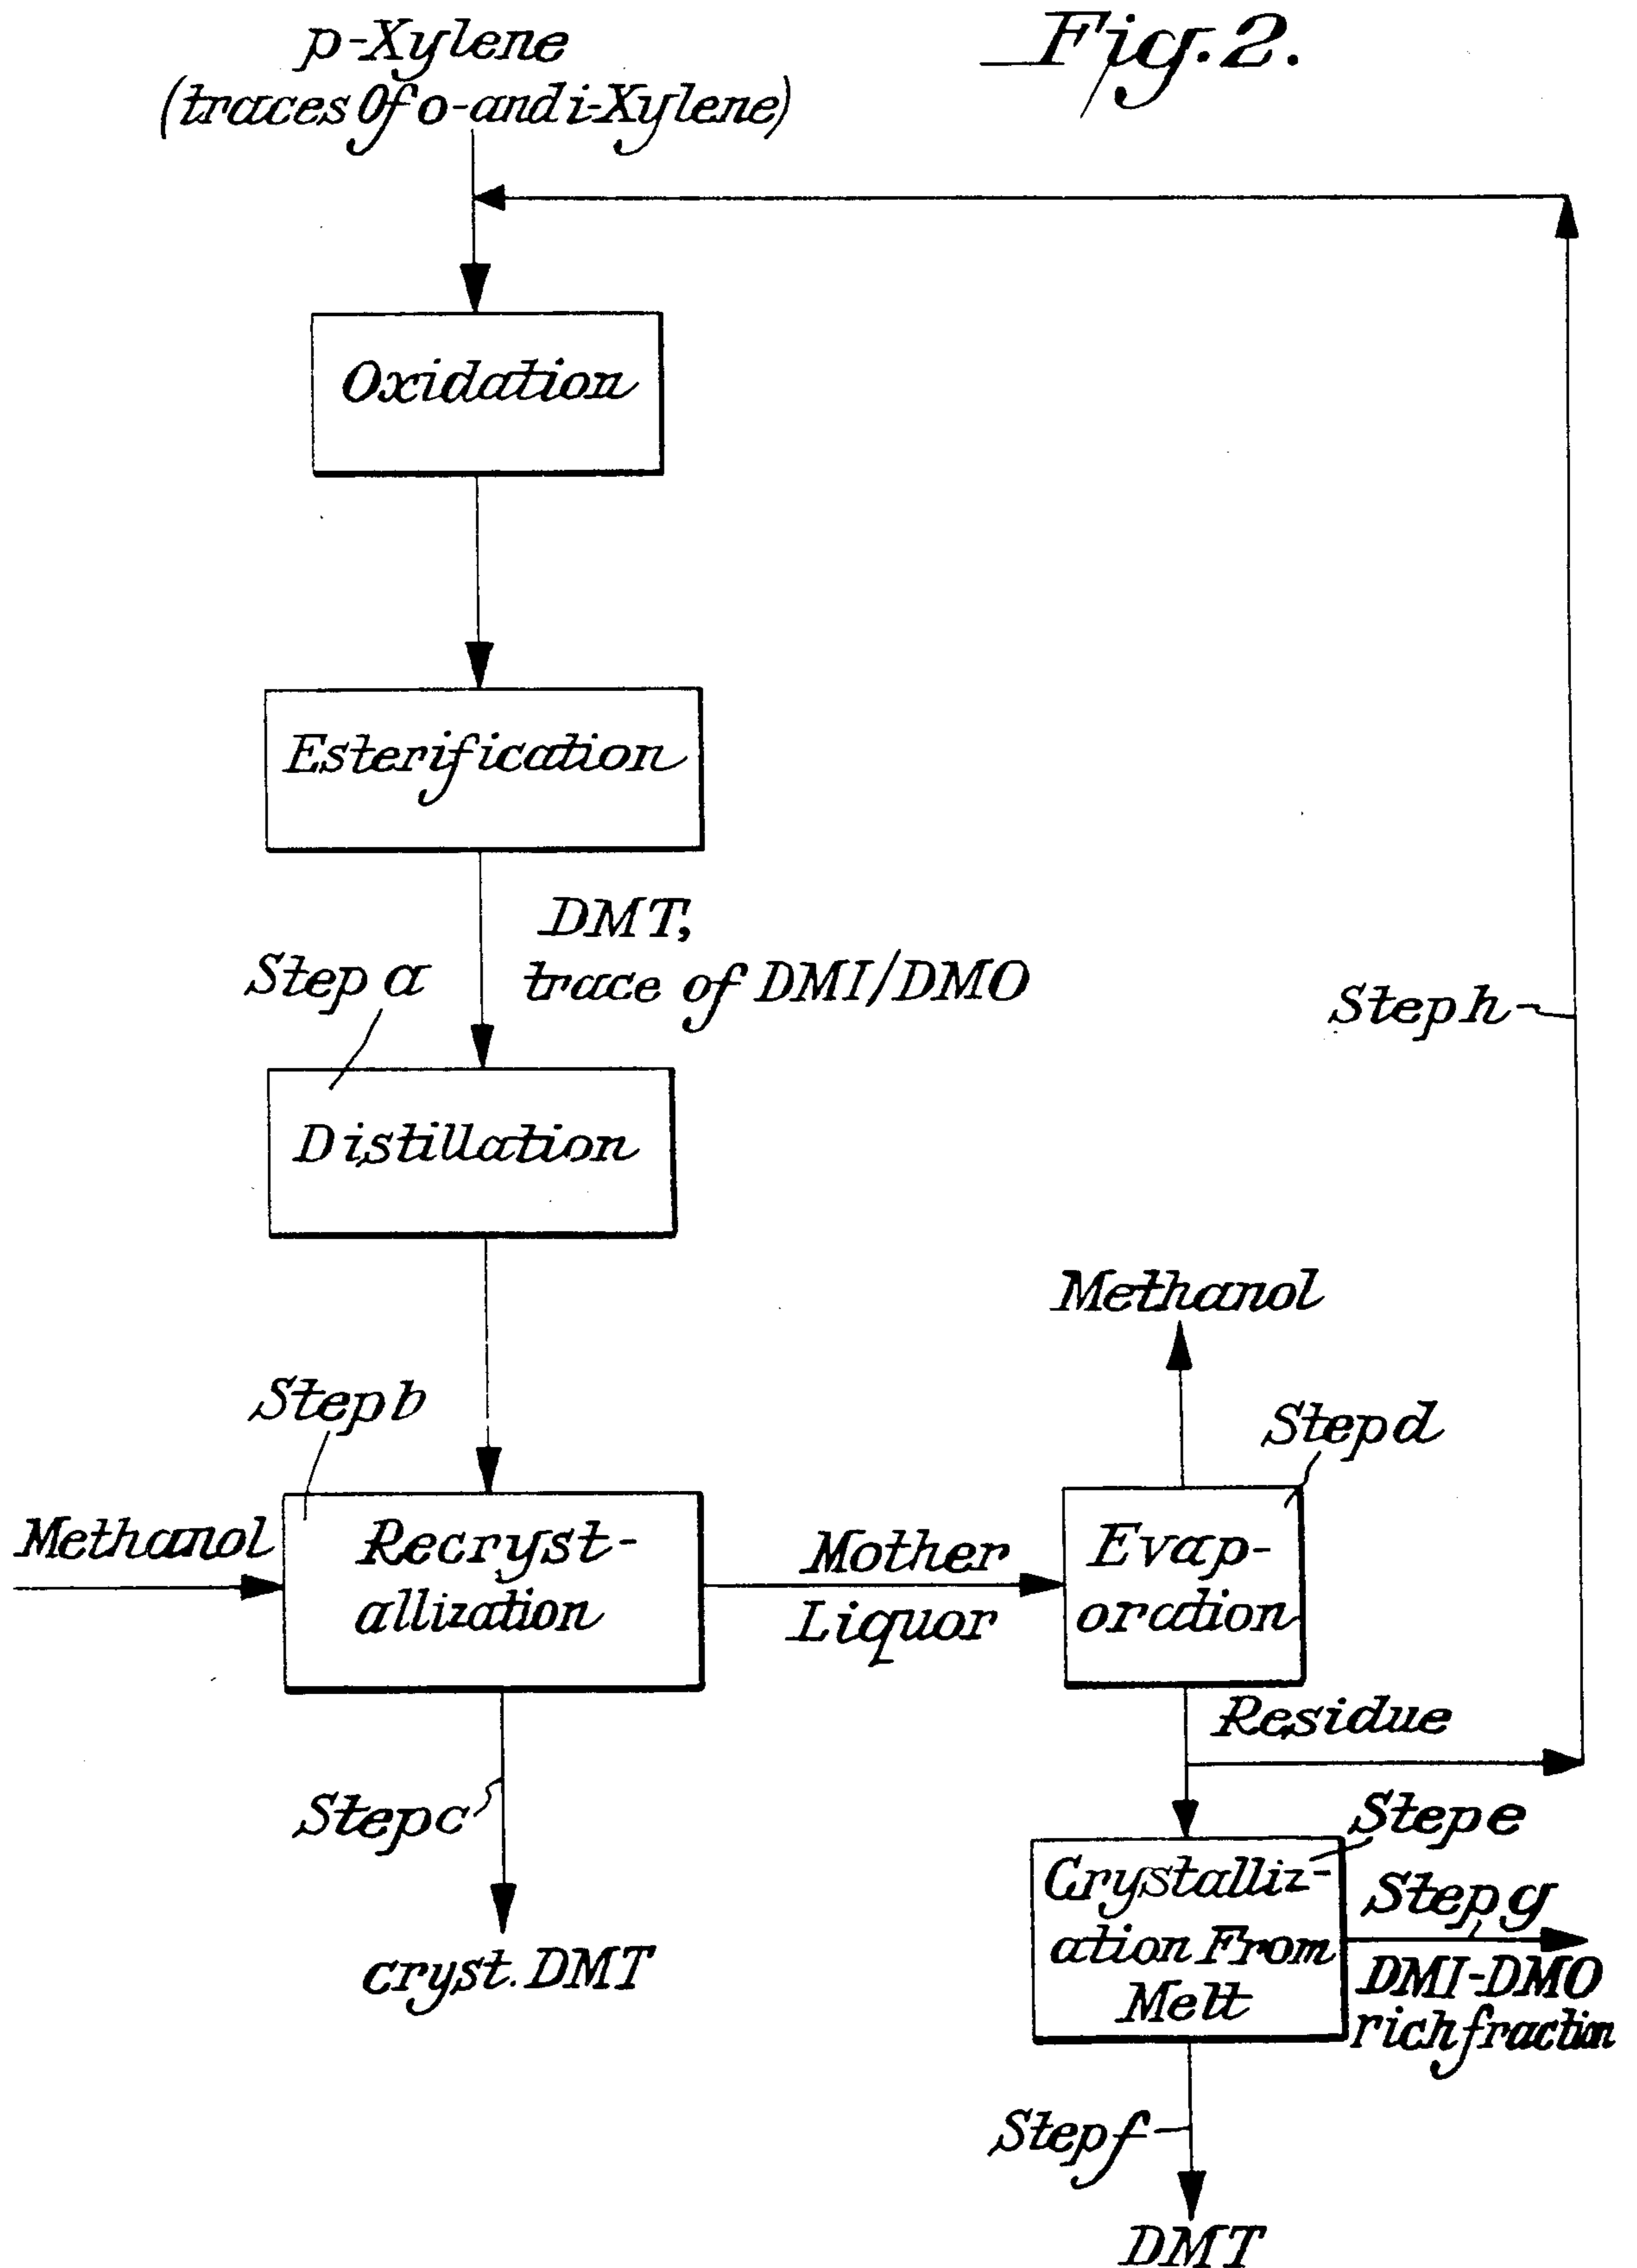 Fig. 2.
p-Xylene
(traces Of o-and i-Xylene)
Oxidation
Esterification
DMT,
trace of DMI/DMO
Step a
Step h
Distillation
Methanol
Step b
Step d
Methanol
Recryst-
allization
Mother
Liquor
Evap-
oration
Residue
Step c
Step e
Crystalliz-
ation From
Melt
Step g
DMI-DMO
rich fraction
cryst. DMT
Step f
DMT